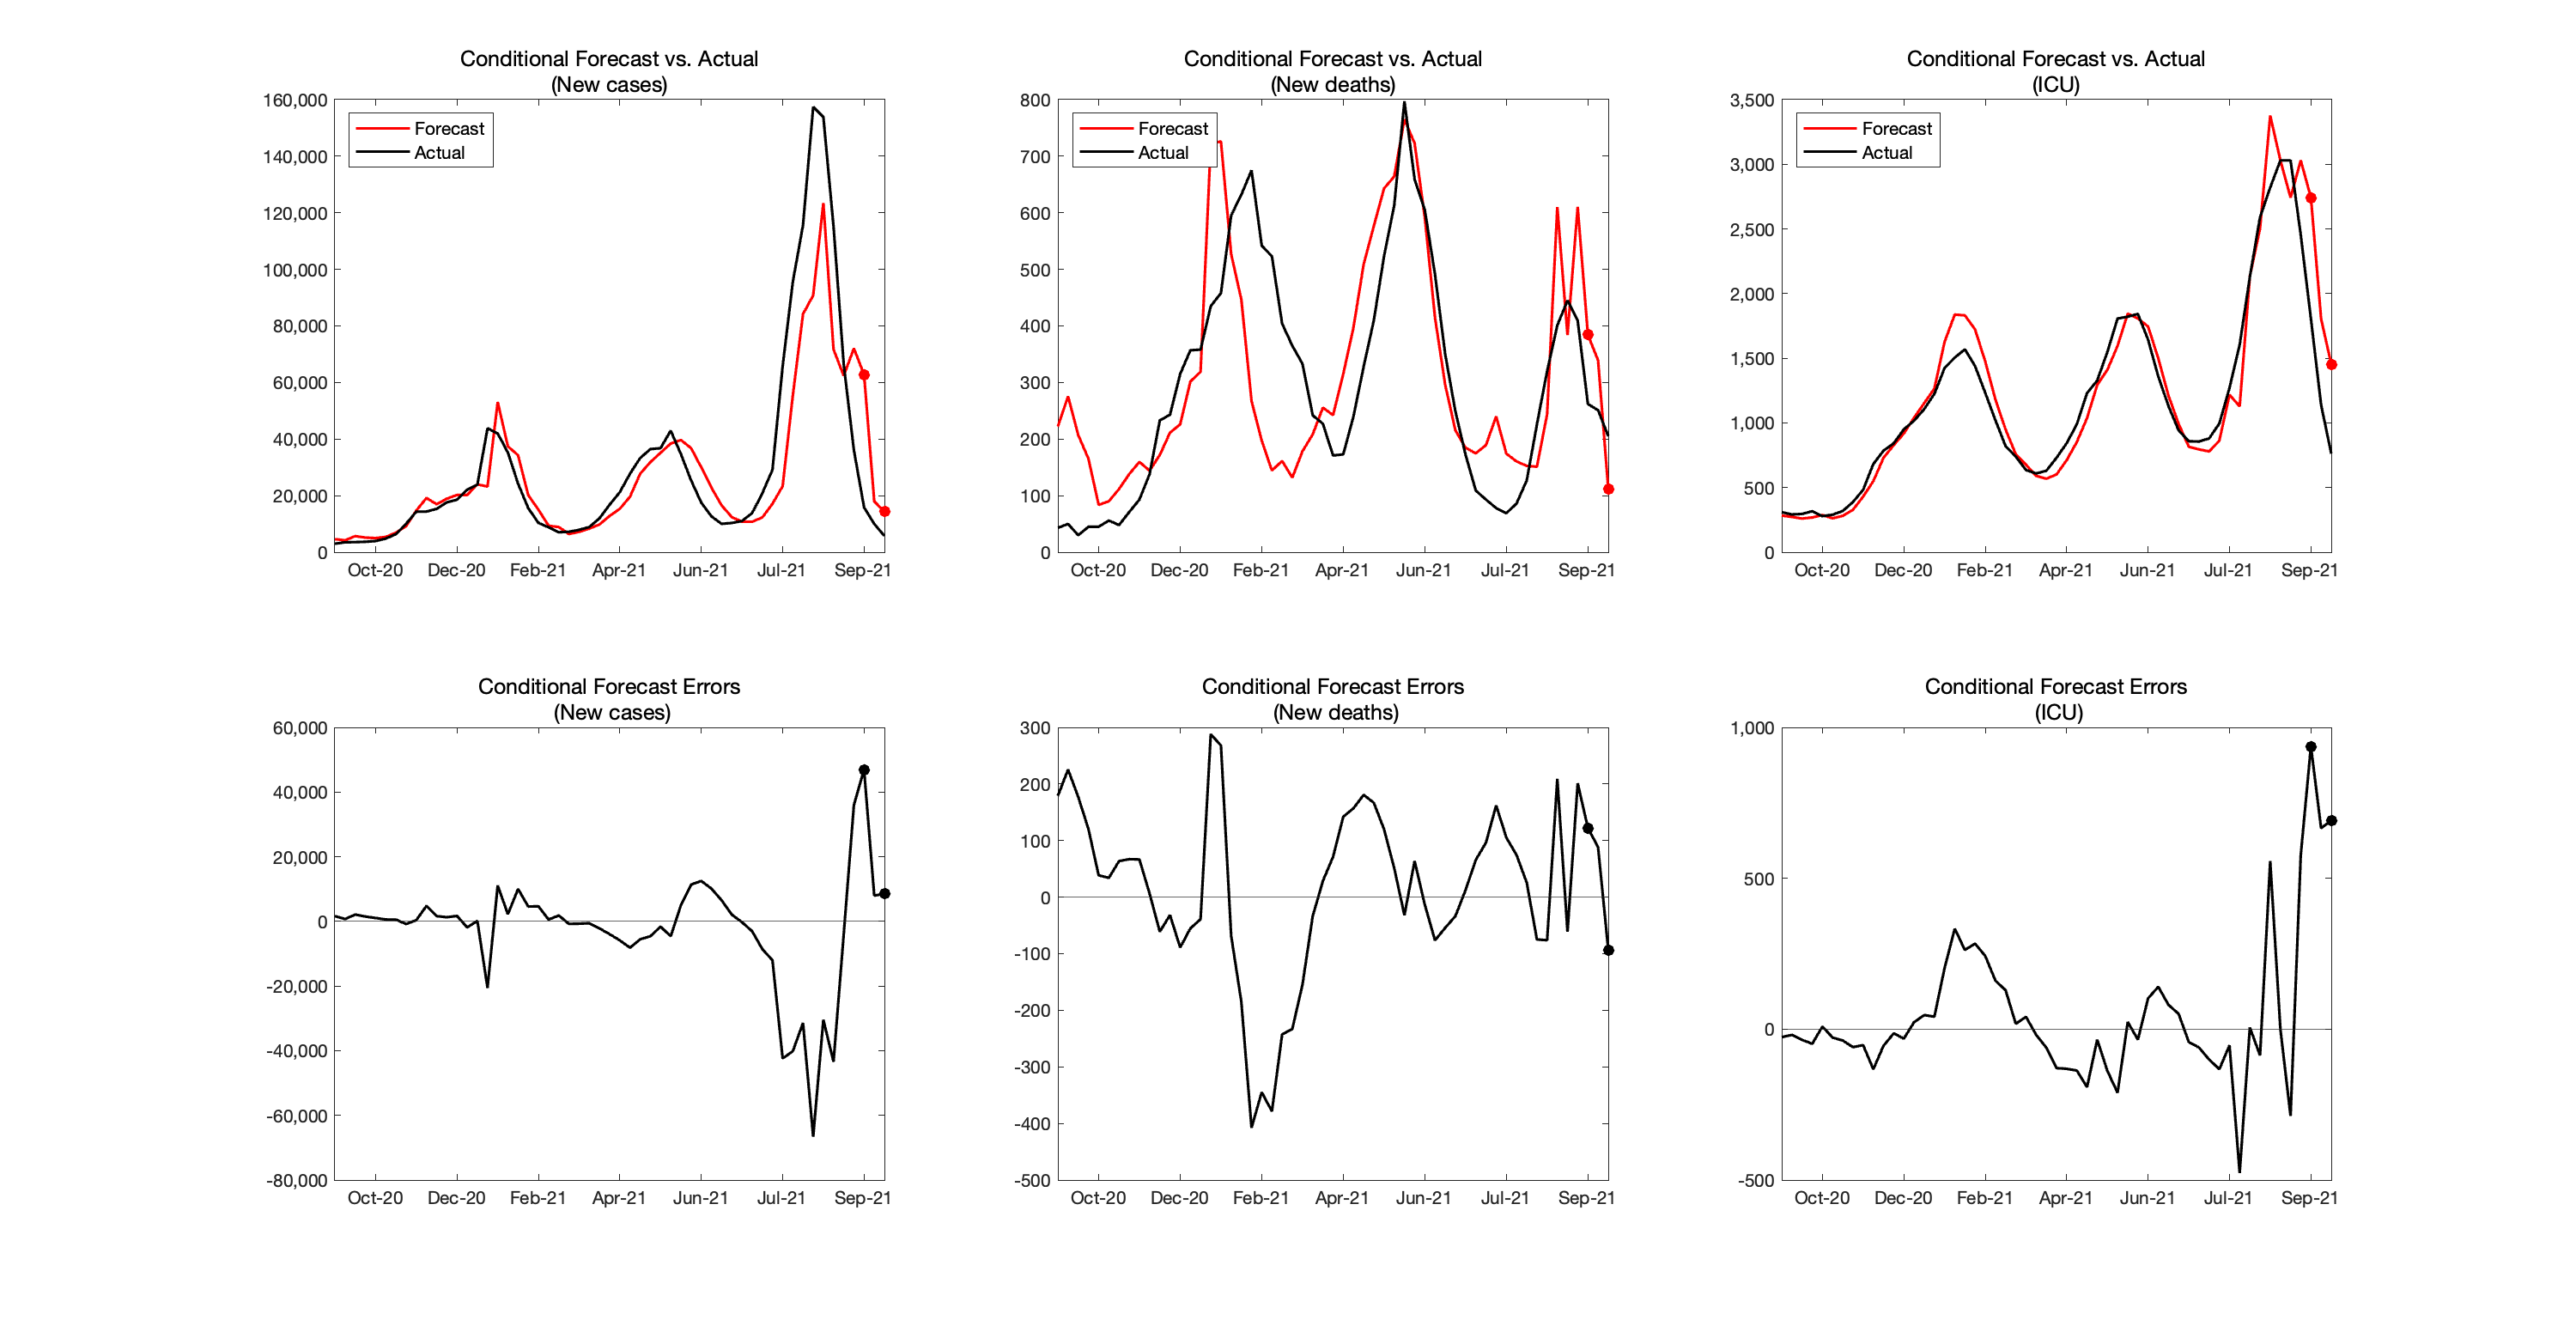 Conditional Forecast vs. Actual
(New cases)
160,000
140,000
120,000
100,000
80,000
60,000
40,000
20,000
0
Forecast
Actual
Oct-20 Dec-20 Feb-21 Apr-21 Jun-21 Jul-21 Sep-21
Conditional Forecast vs. Actual
(New deaths)
800
700
600
500
400
300
200
100
0
Forecast
Actual
Oct-20 Dec-20 Feb-21 Apr-21 Jun-21 Jul-21 Sep-21
Conditional Forecast vs. Actual
(ICU)
3,500
3,000
2,500
2,000
1,500
1,000
500
0
Forecast
Actual
Oct-20 Dec-20 Feb-21 Apr-21 Jun-21 Jul-21 Sep-21
Conditional Forecast Errors
(New cases)
60,000
40,000
20,000
0
-20,000
-40,000
-60,000
-80,000
Oct-20 Dec-20 Feb-21 Apr-21 Jun-21 Jul-21 Sep-21
Conditional Forecast Errors
(New deaths)
300
200
100
0
-100
-200
-300
-400
-500
Oct-20 Dec-20 Feb-21 Apr-21 Jun-21 Jul-21 Sep-21
Conditional Forecast Errors
(ICU)
1,000
500
0
-500
Oct-20 Dec-20 Feb-21 Apr-21 Jun-21 Jul-21 Sep-21